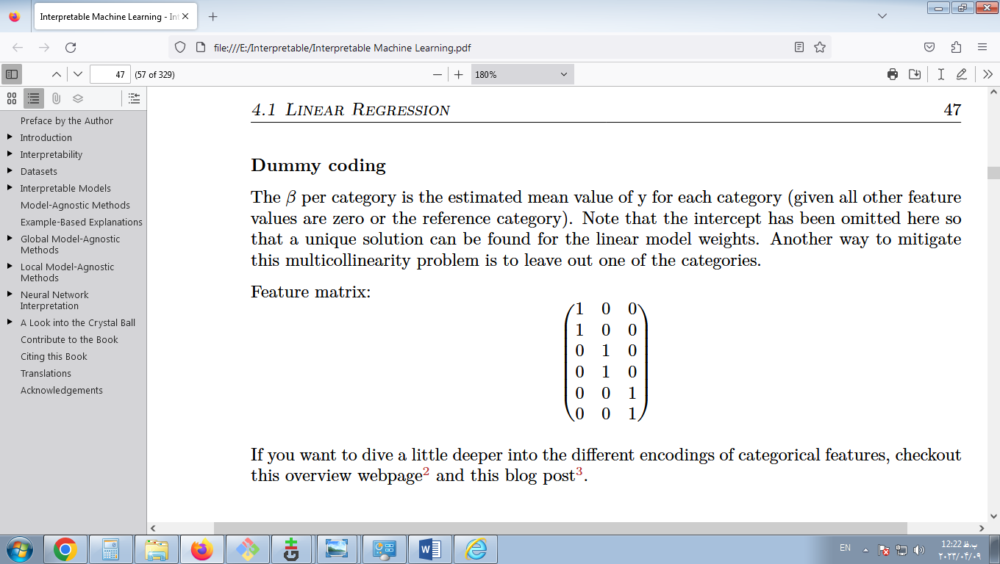 Interpretable Machine Learning - Int
file:///E:/Interpretable/Interpretable Machine Learning.pdf
47 (57 of 329)
180%
Preface by the Author
Introduction
Interpretability
Datasets
Interpretable Models
Model-Agnostic Methods
Example-Based Explanations
Global Model-Agnostic
Methods
Local Model-Agnostic
Methods
Neural Network
Interpretation
A Look into the Crystal Ball
Contribute to the Book
Citing this Book
Translations
Acknowledgements
4.1 LINEAR REGRESSION 47
Dummy coding
The β per category is the estimated mean value of y for each category (given all other feature
values are zero or the reference category). Note that the intercept has been omitted here so
that a unique solution can be found for the linear model weights. Another way to mitigate
this multicollinearity problem is to leave out one of the categories.
Feature matrix:
1 0 0
1 0 0
0 1 0
0 1 0
0 0 1
0 0 1
If you want to dive a little deeper into the different encodings of categorical features, checkout
this overview webpage2 and this blog post3.
EN
12:22 ب.ظ
۲۰۲۳/۰۴/۰۹